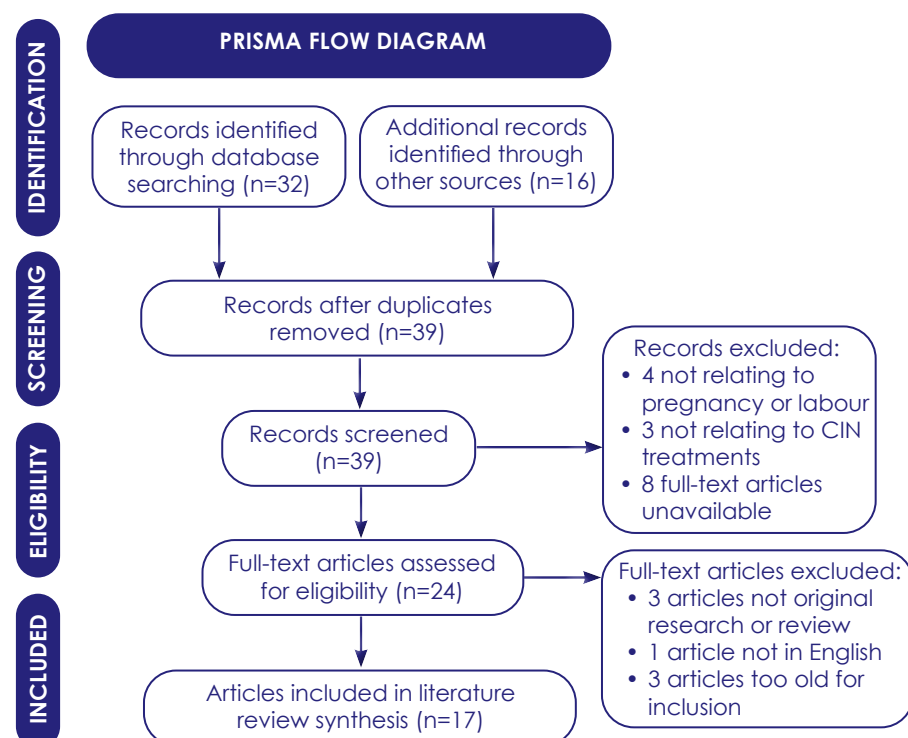 PRISMA FLOW DIAGRAM
IDENTIFICATION
Records identified
through database
searching (n=32)
Additional records
identified through
other sources (n=16)
SCREENING
Records after duplicates
removed (n=39)
Records screened
(n=39)
Records excluded:
• 4 not relating to
pregnancy or labour
• 3 not relating to CIN
treatments
• 8 full-text articles
unavailable
ELIGIBILITY
Full-text articles assessed
for eligibility (n=24)
Full-text articles excluded:
• 3 articles not original
research or review
• 1 article not in English
• 3 articles too old for
inclusion
INCLUDED
Articles included in literature
review synthesis (n=17)